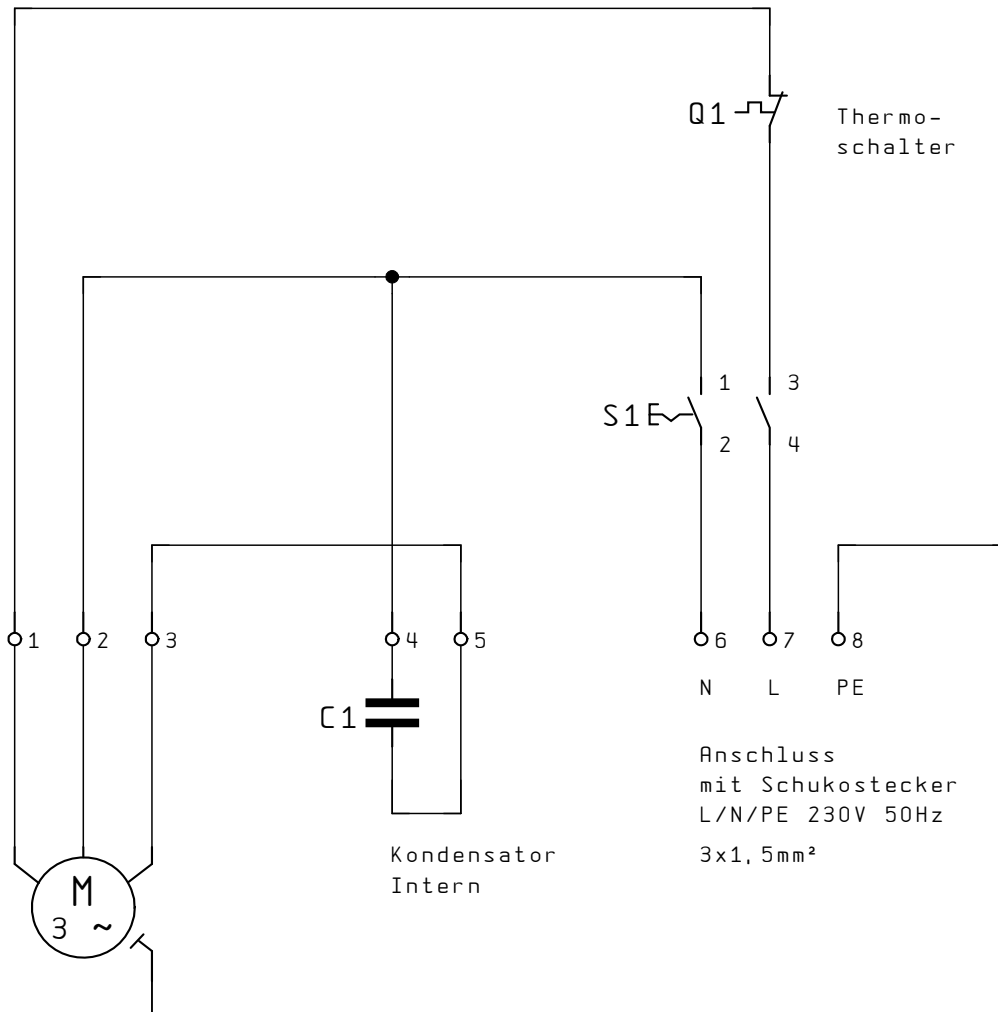 Q1
Thermo-
schalter
1
3
S1
2
4
1
2
3
4
5
6
7
8
N
L
PE
C1
Anschluss
mit Schukostecker
L/N/PE 230V 50Hz
3x1,5mm²
Kondensator
Intern
M
3 ~